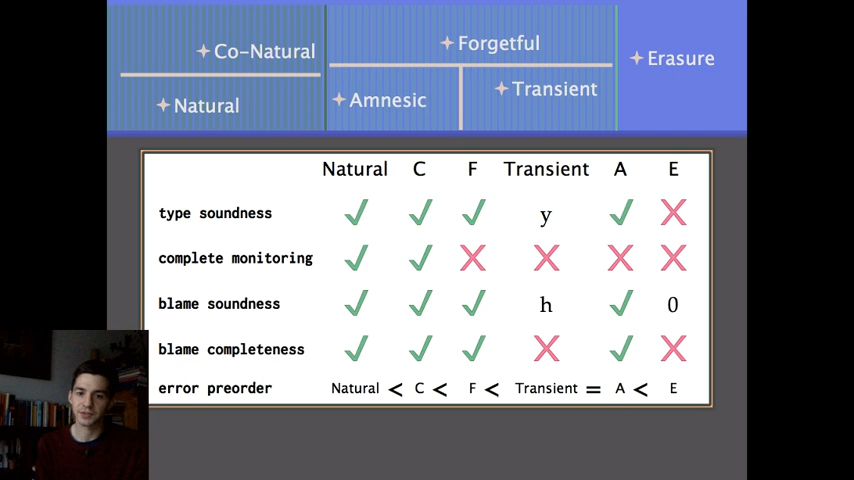 Co-Natural
Forgetful
Erasure
Natural
Amnesic
Transient
Natural C F Transient A E
type soundness ✓ ✓ ✓ y ✓ ✗
complete monitoring ✓ ✓ ✗ ✗ ✗ ✗
blame soundness ✓ ✓ ✓ h ✓ 0
blame completeness ✓ ✓ ✓ ✗ ✓ ✗
error preorder Natural < C < F < Transient = A < E